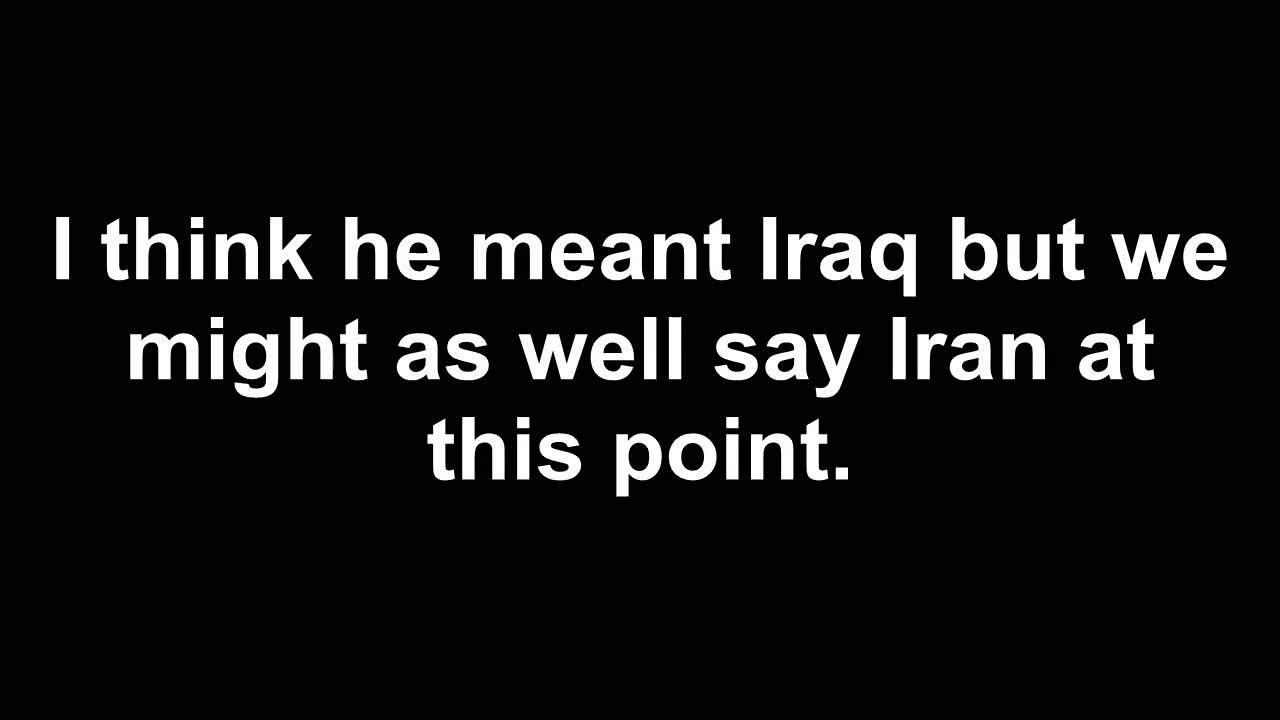 I think he meant Iraq but we
might as well say Iran at
this point.